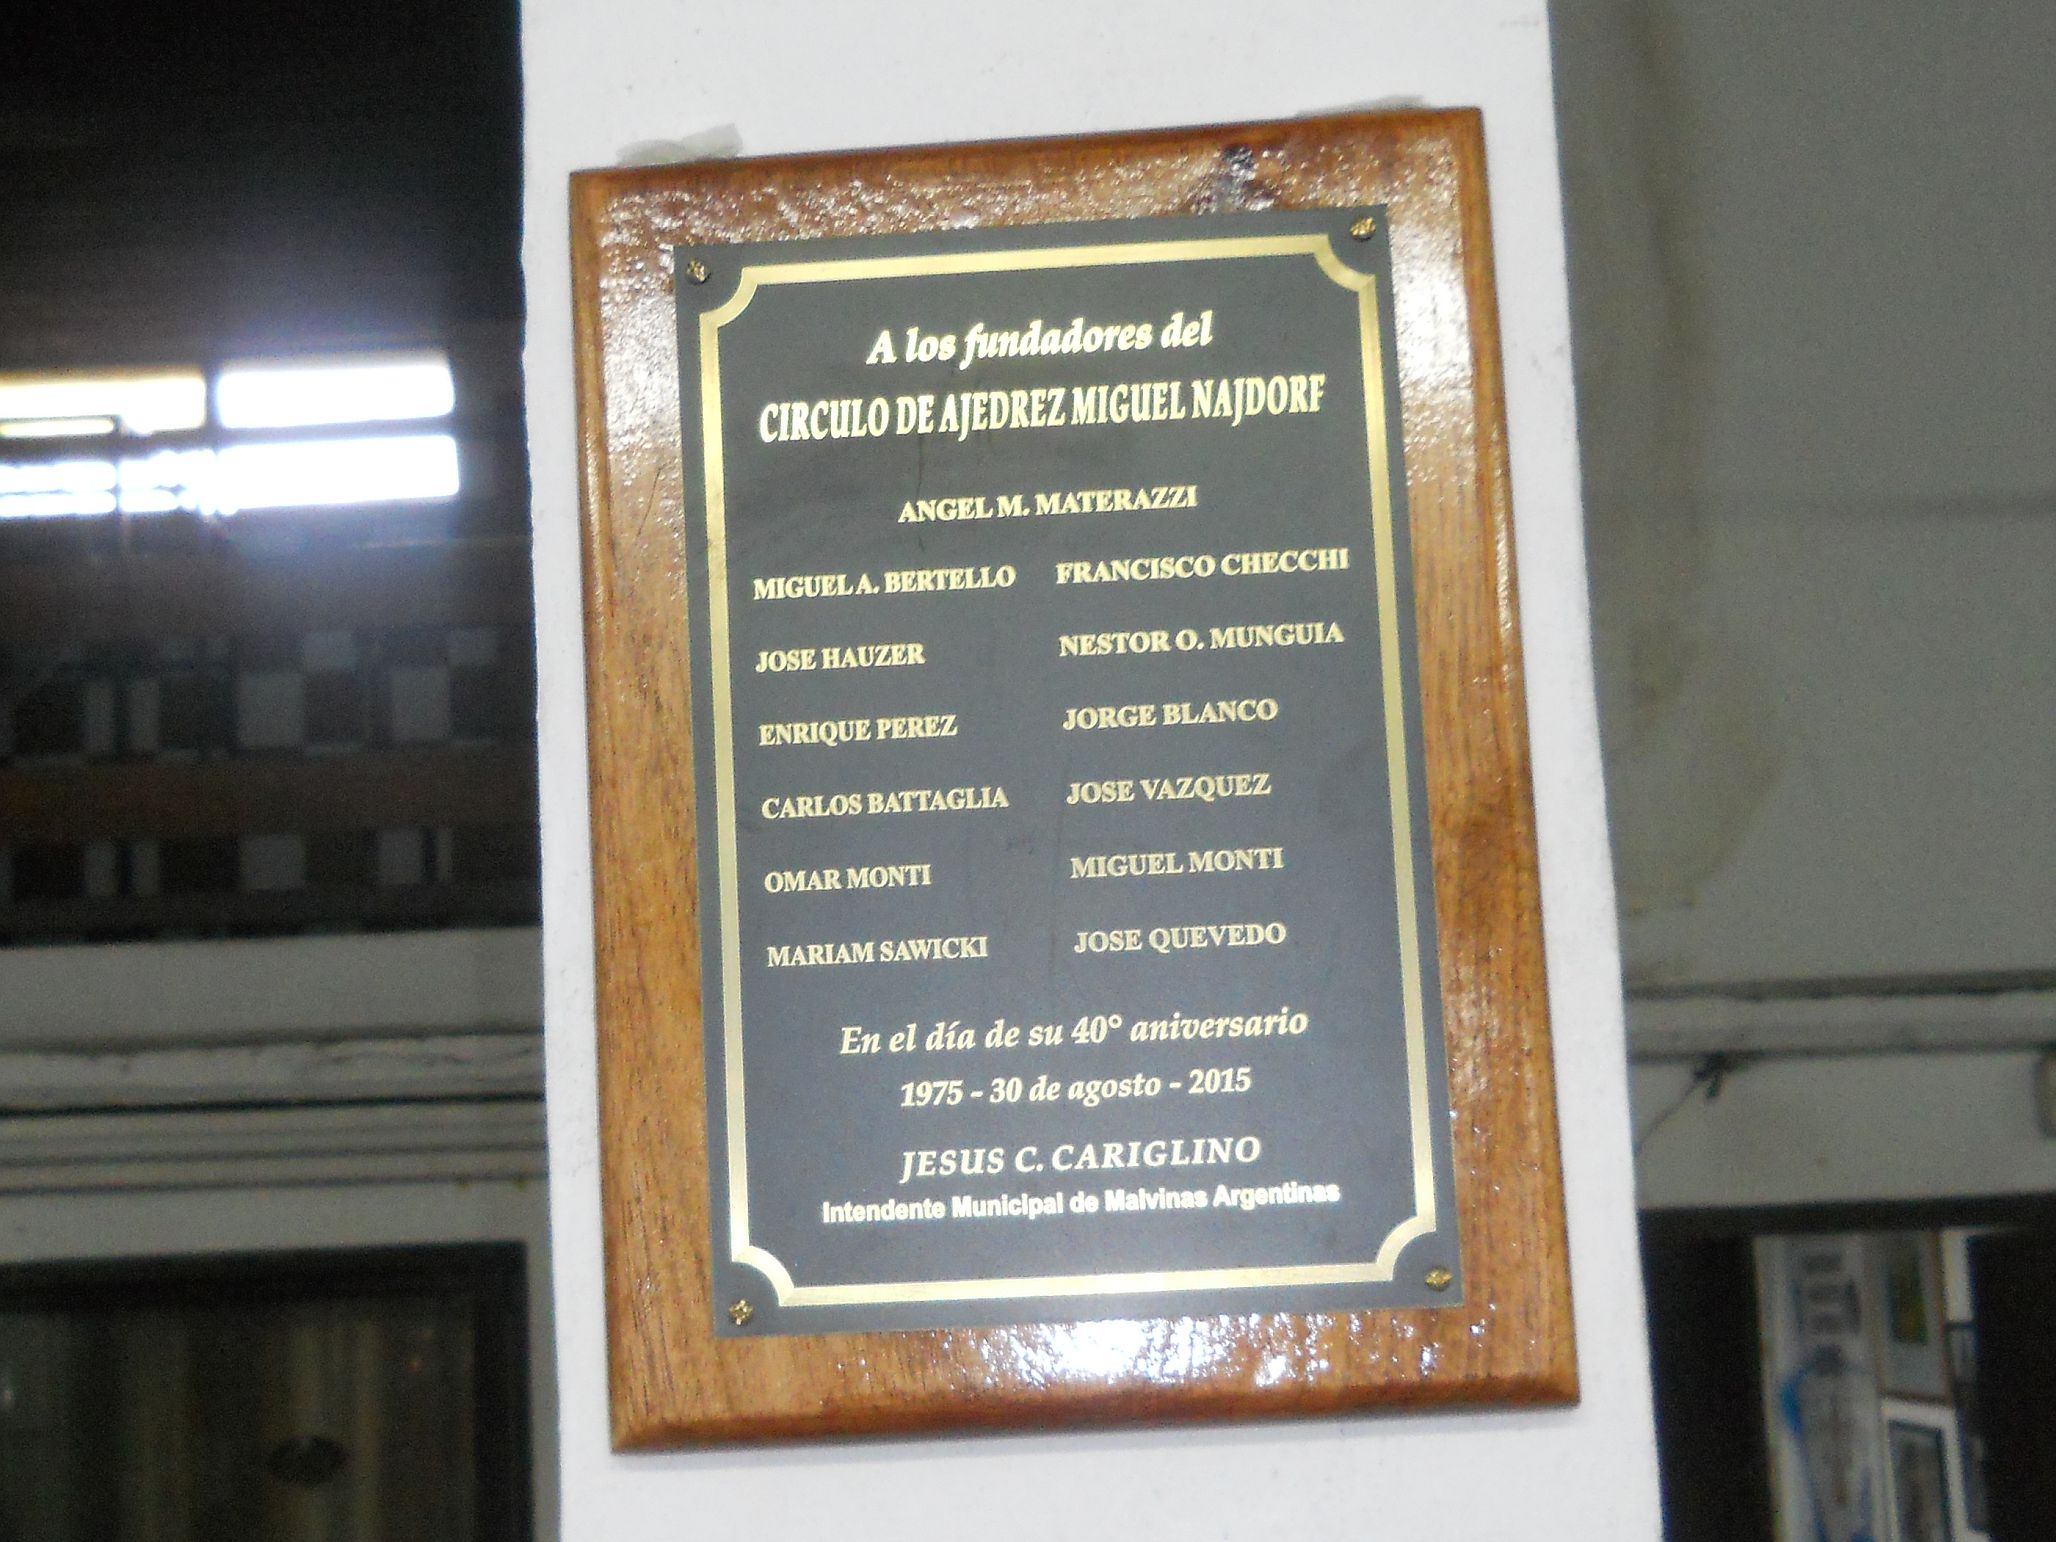 A los fundadores del
CIRCULO DE AJEDREZ MIGUEL NAJDORF
ANGEL M. MATERAZZI
MIGUEL A. BERTELLO FRANCISCO CHECCHI
JOSE HAUZER NESTOR O. MUNGUIA
ENRIQUE PEREZ JORGE BLANCO
CARLOS BATTAGLIA JOSE VAZQUEZ
OMAR MONTI MIGUEL MONTI
MARIAM SAWICKI JOSE QUEVEDO
En el día de su 40° aniversario
1975 - 30 de agosto - 2015
JESUS C. CARIGLINO
Intendente Municipal de Malvinas Argentinas